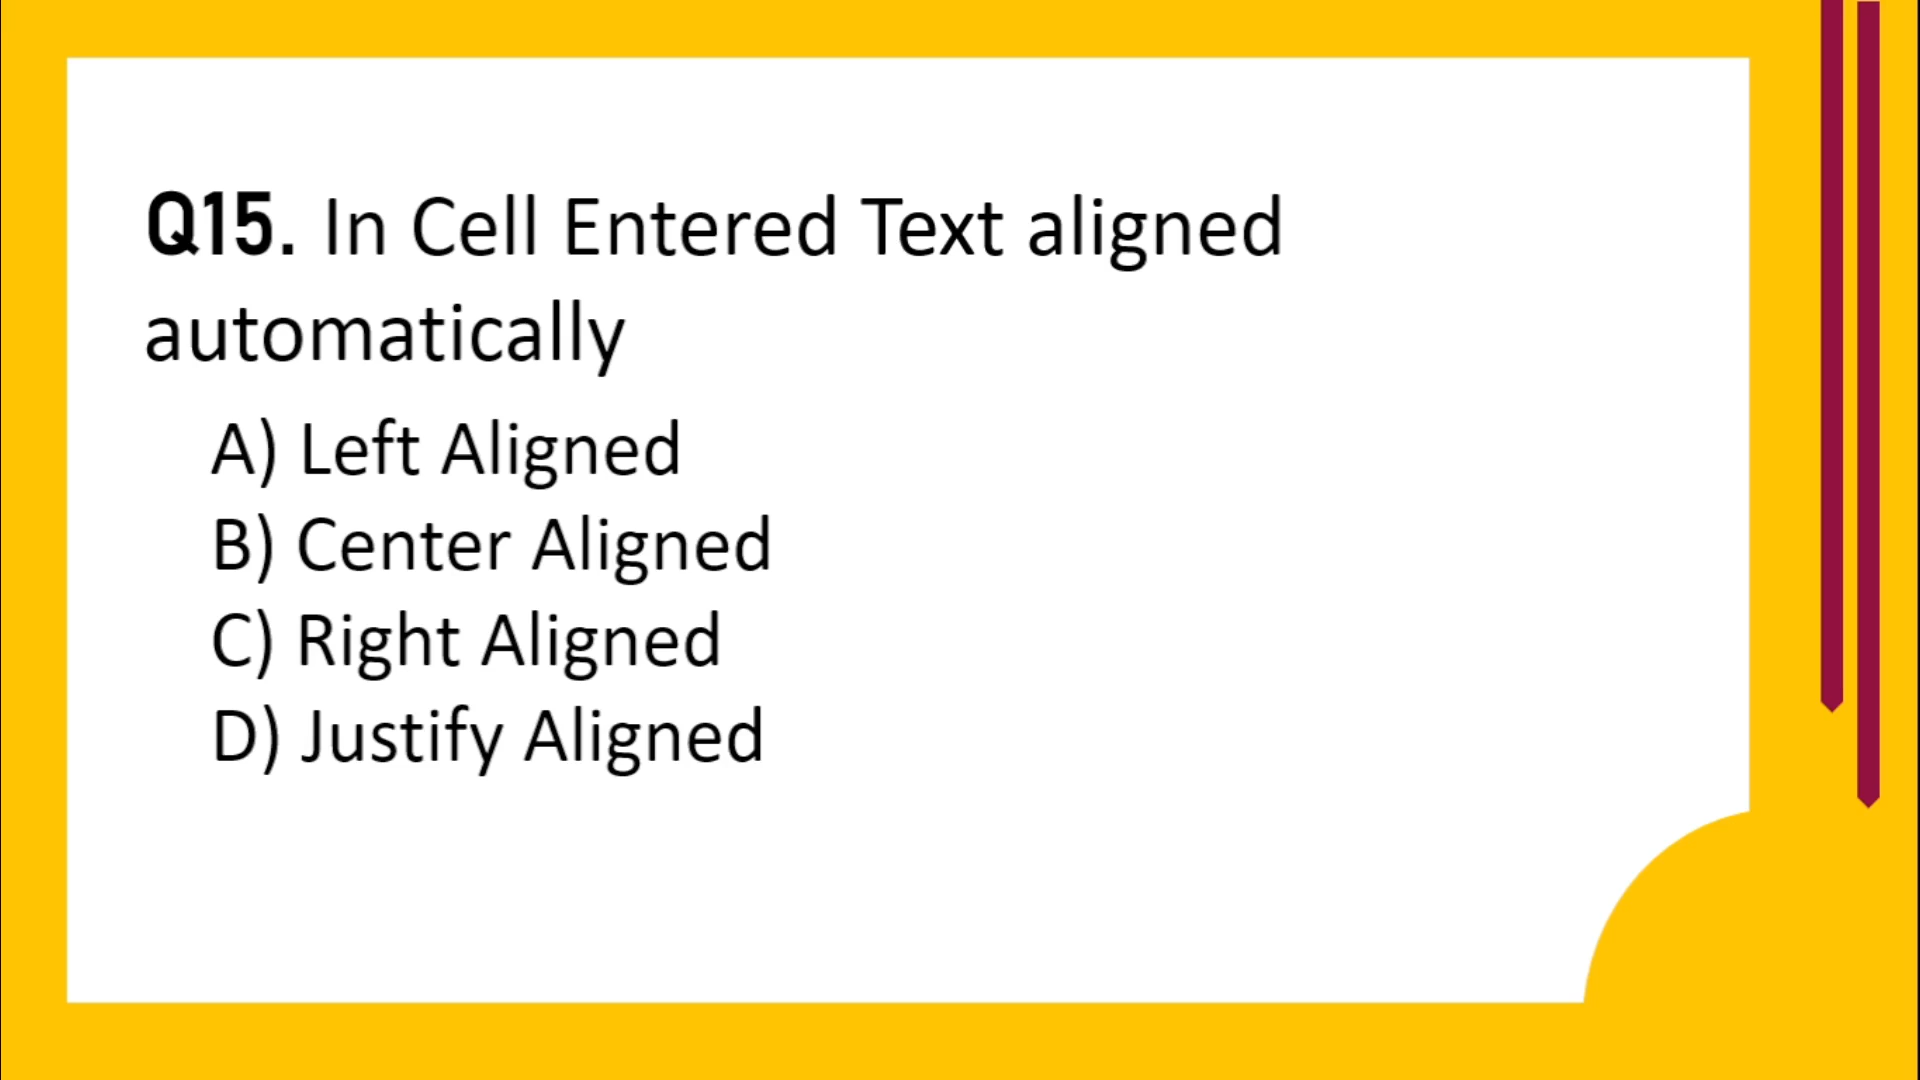 Q15. In Cell Entered Text aligned
automatically
A) Left Aligned
B) Center Aligned
C) Right Aligned
D) Justify Aligned